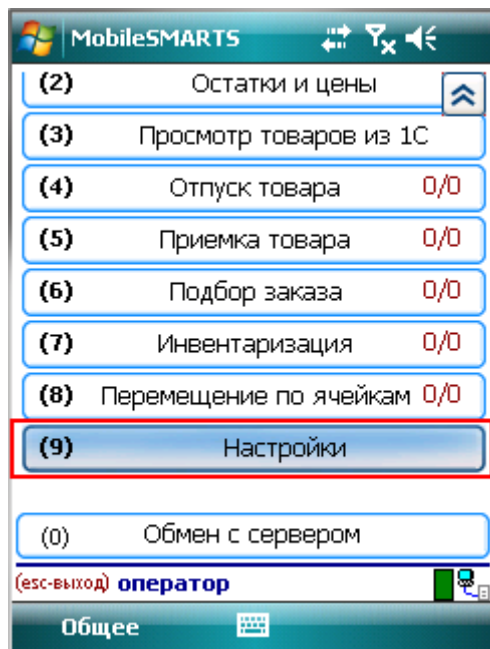 MobileSMARTS
(2) Остатки и цены
(3) Просмотр товаров из 1С
(4) Отпуск товара 0/0
(5) Приемка товара 0/0
(6) Подбор заказа 0/0
(7) Инвентаризация 0/0
(8) Перемещение по ячейкам 0/0
(9) Настройки
(0) Обмен с сервером
(esc-выход) оператор
Общее